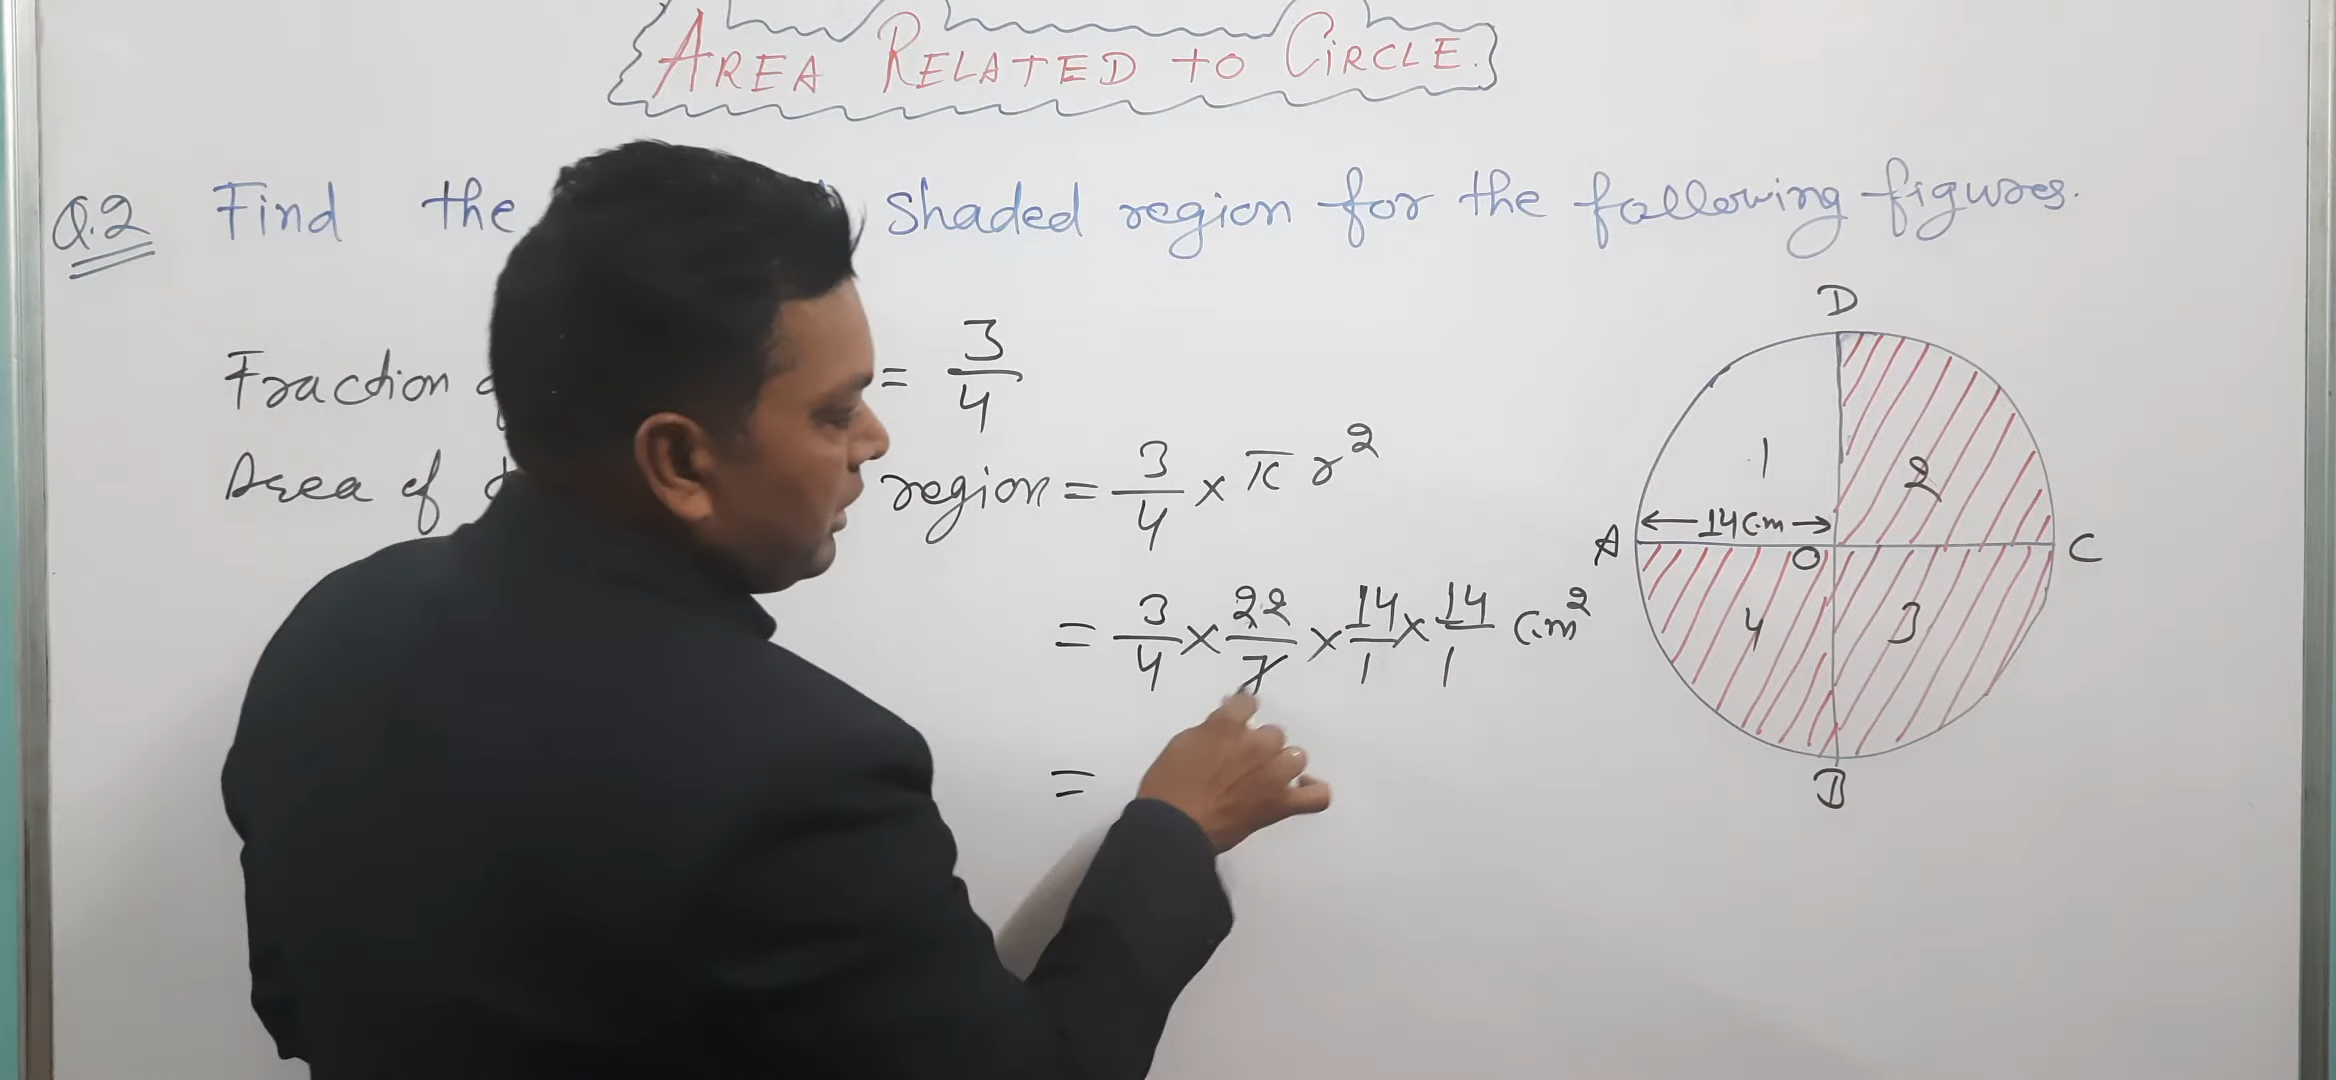 AREA RELATED TO CIRCLE.
Q.2 Find the shaded region for the following figures.
Fraction = 3/4
Area of region = 3/4 × π r²
= 3/4 × 22/7 × 14/1 × 14/1 cm²
=
D
1
2
14cm
A
O
C
4
3
B